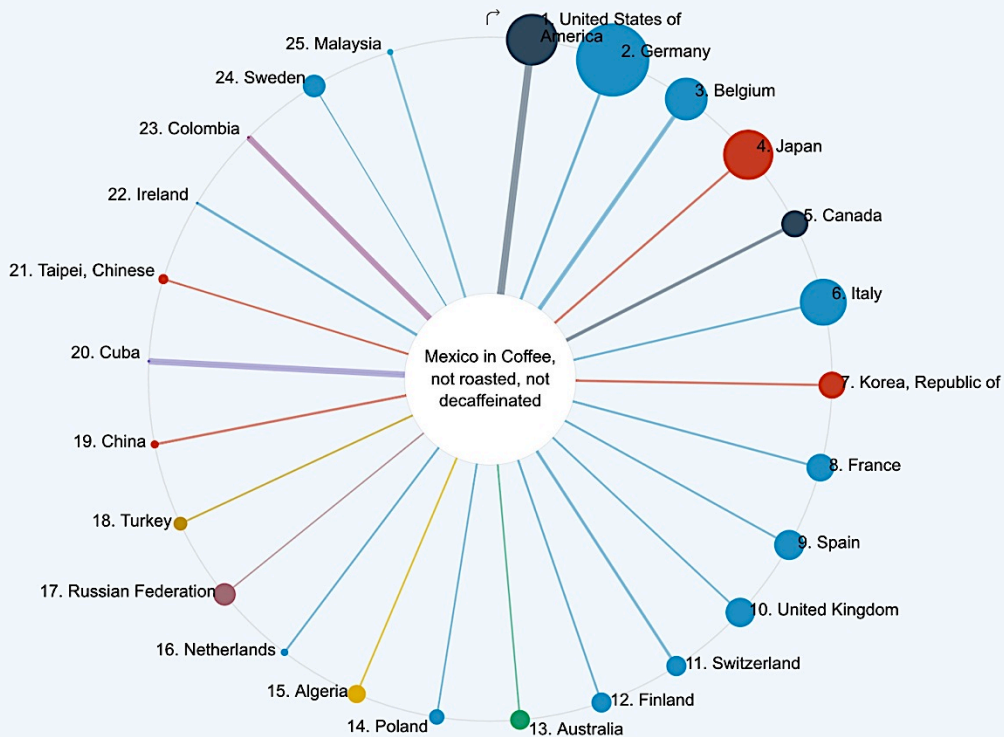 1. United States of
America
2. Germany
3. Belgium
4. Japan
5. Canada
6. Italy
7. Korea, Republic of
8. France
9. Spain
10. United Kingdom
11. Switzerland
12. Finland
13. Australia
14. Poland
15. Algeria
16. Netherlands
17. Russian Federation
18. Turkey
19. China
20. Cuba
21. Taipei, Chinese
22. Ireland
23. Colombia
24. Sweden
25. Malaysia
Mexico in Coffee,
not roasted, not
decaffeinated